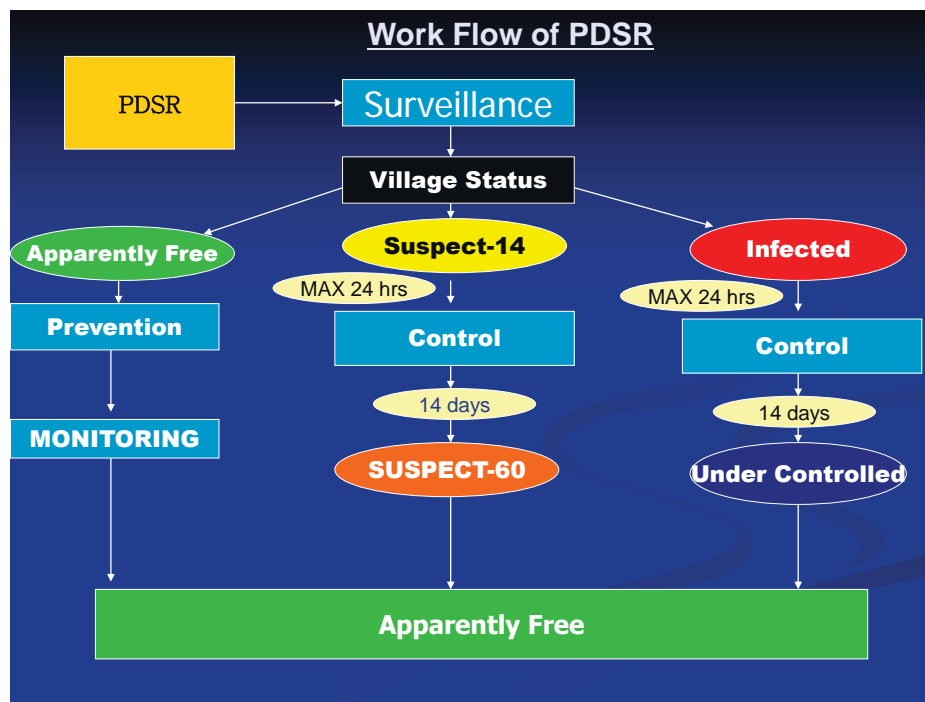 Work Flow of PDSR
PDSR
Surveillance
Village Status
Apparently Free
Suspect-14
Infected
MAX 24 hrs
MAX 24 hrs
Prevention
Control
Control
14 days
14 days
MONITORING
SUSPECT-60
Under Controlled
Apparently Free